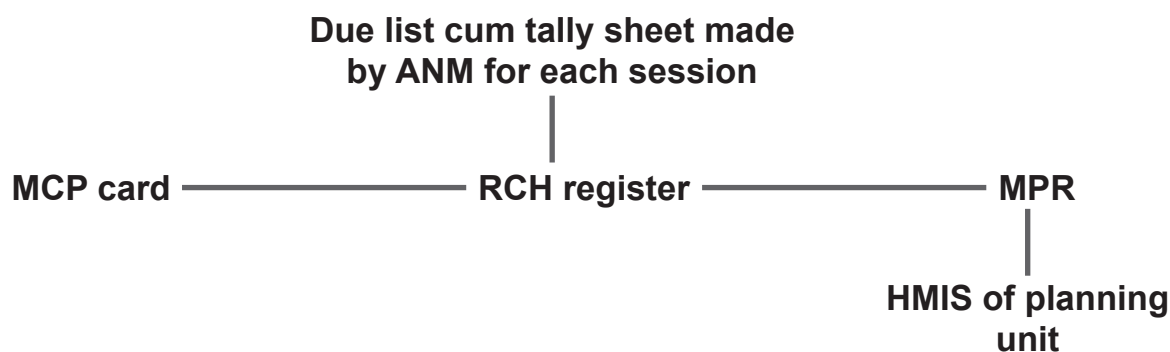 Due list cum tally sheet made
by ANM for each session
MCP card
RCH register
MPR
HMIS of planning
unit